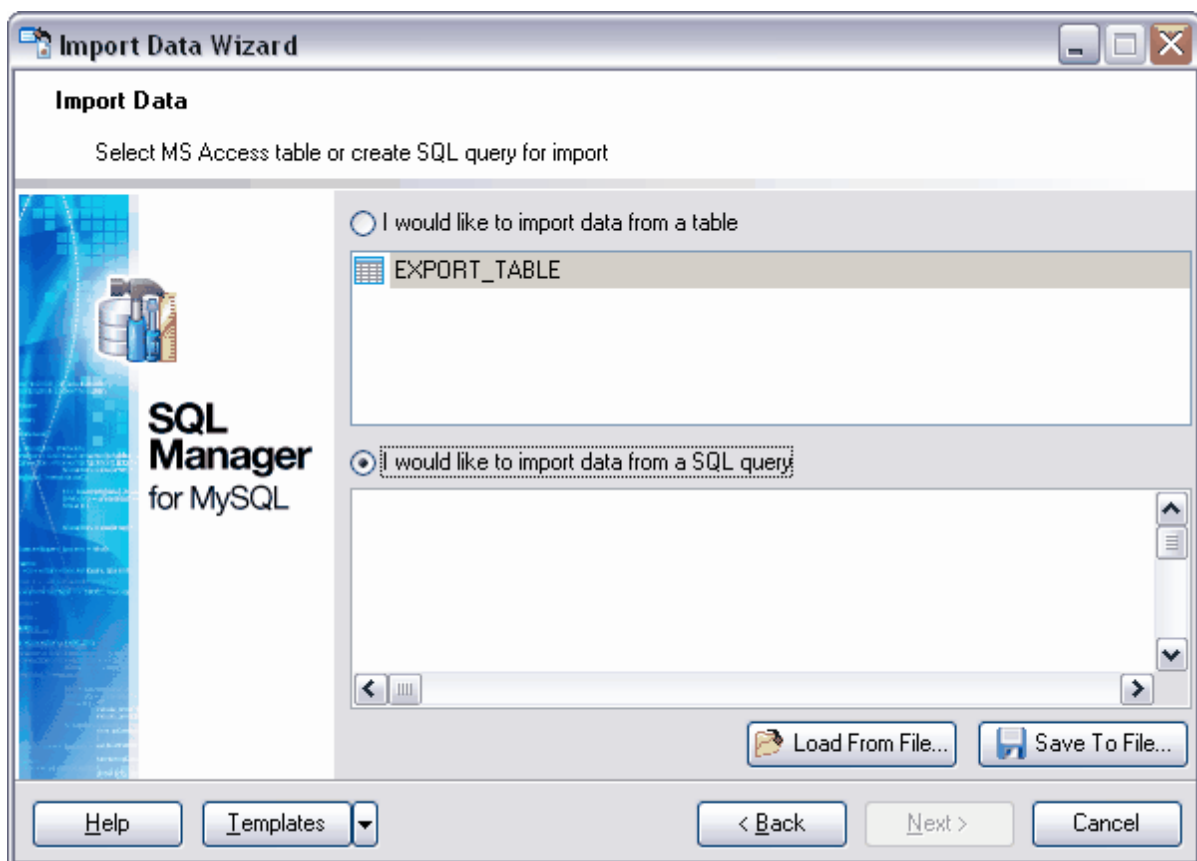 Import Data Wizard
Import Data
Select MS Access table or create SQL query for import
I would like to import data from a table
EXPORT_TABLE
SQL
Manager
for MySQL
I would like to import data from a SQL query
Load From File...
Save To File...
Help
Templates
< Back
Next >
Cancel